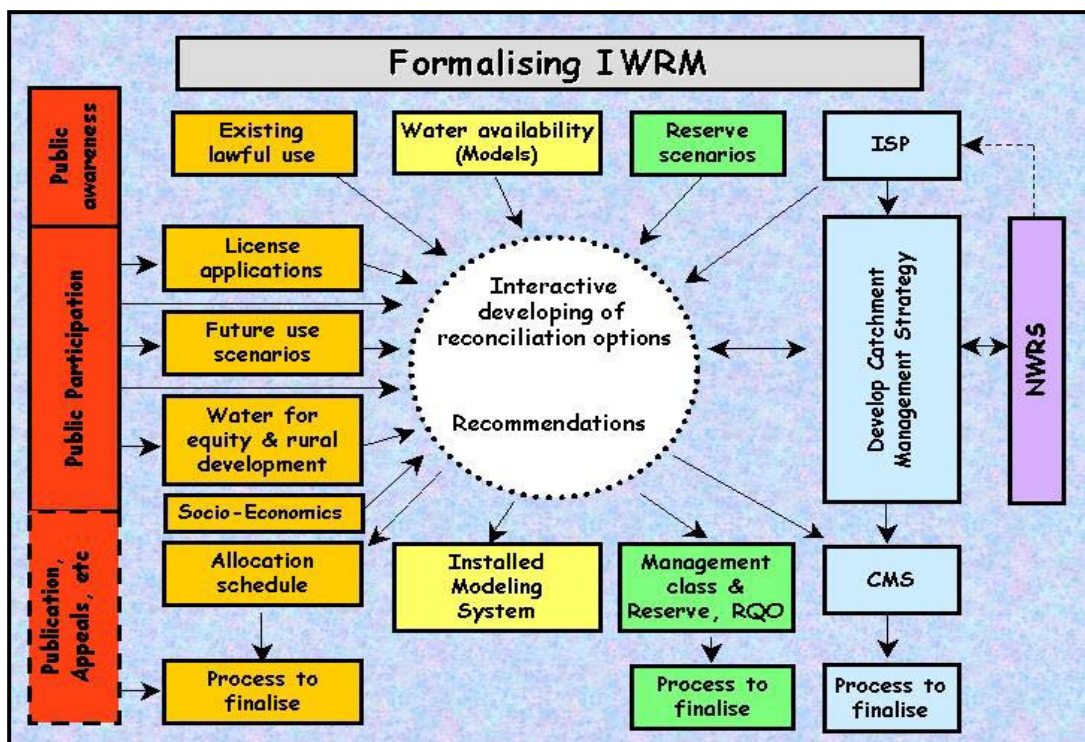 Formalising IWRM
Public
awareness
Existing
lawful use
Water availability
(Models)
Reserve
scenarios
ISP
Public Participation
License
applications
Future use
scenarios
Water for
equity & rural
development
Socio-Economics
Interactive
developing of
reconciliation options
Recommendations
Develop Catchment
Management Strategy
NWRS
Publication,
Appeals, etc
Allocation
schedule
Installed
Modeling
System
Management
class &
Reserve, RQO
CMS
Process to
finalise
Process to
finalise
Process to
finalise